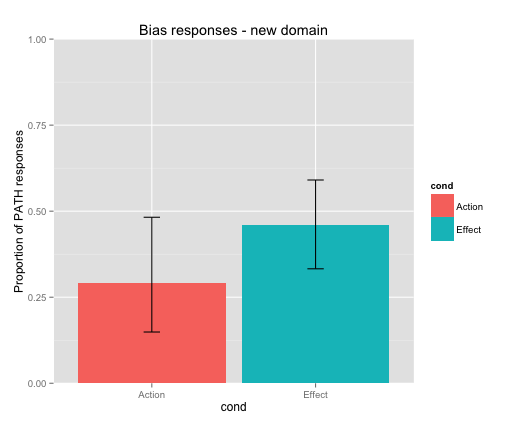 Bias responses - new domain
1.00
0.75
0.50
0.25
0.00
Proportion of PATH responses
Action
Effect
cond
cond
Action
Effect